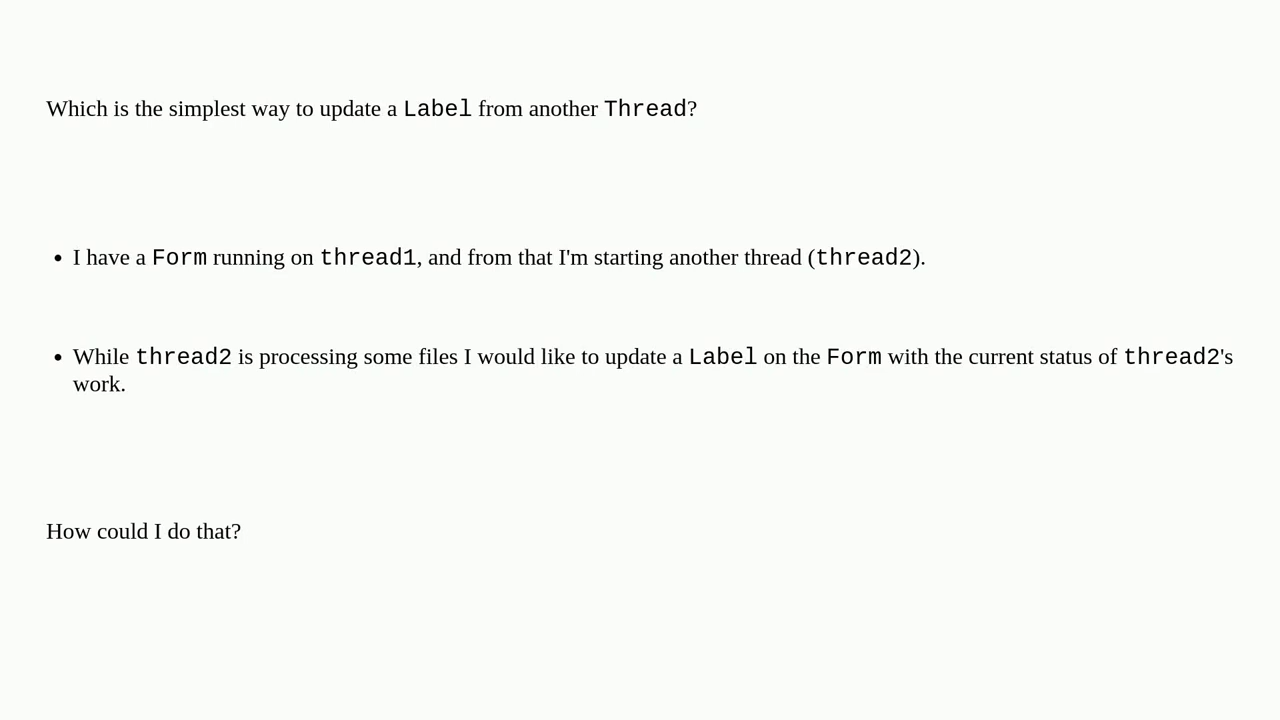 Which is the simplest way to update a Label from another Thread?
• I have a Form running on thread1, and from that I'm starting another thread (thread2).
• While thread2 is processing some files I would like to update a Label on the Form with the current status of thread2's
work.
How could I do that?